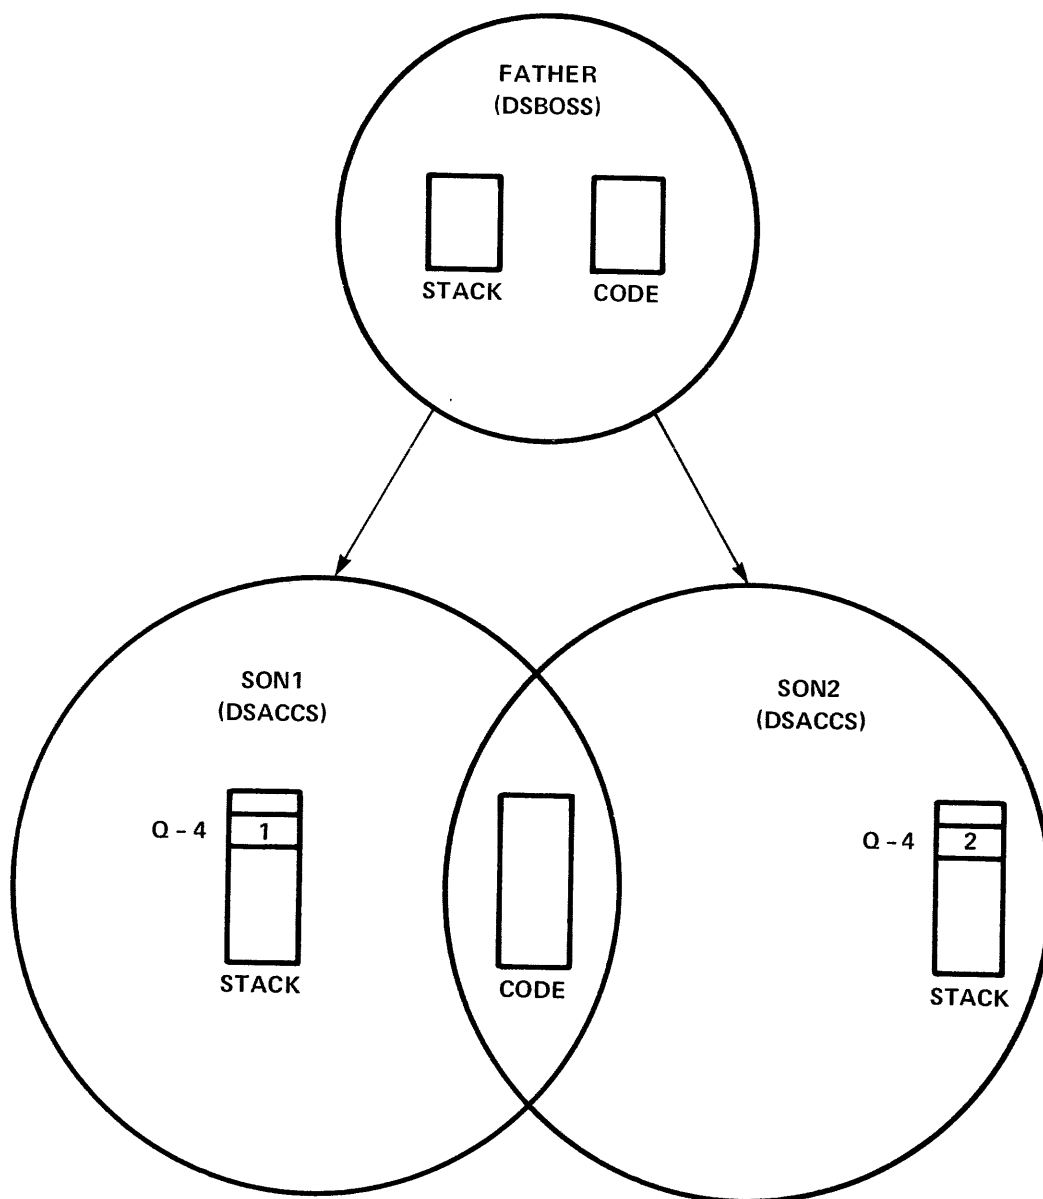 FATHER
(DSBOSS)
STACK
CODE
SON1
(DSACCS)
SON2
(DSACCS)
Q-4
1
Q-4
2
STACK
CODE
STACK